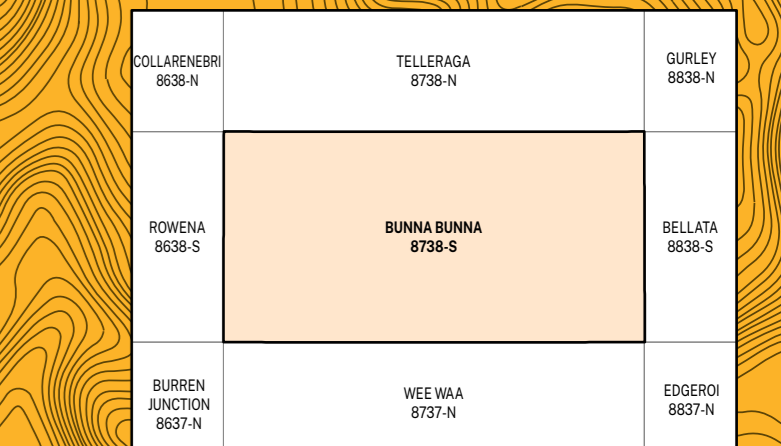 COLLARENEBRI
8638-N
TELLERAGA
8738-N
GURLEY
8838-N
ROWENA
8638-S
BUNNA BUNNA
8738-S
BELLATA
8838-S
BURREN
JUNCTION
8637-N
WEE WAA
8737-N
EDGEROI
8837-N